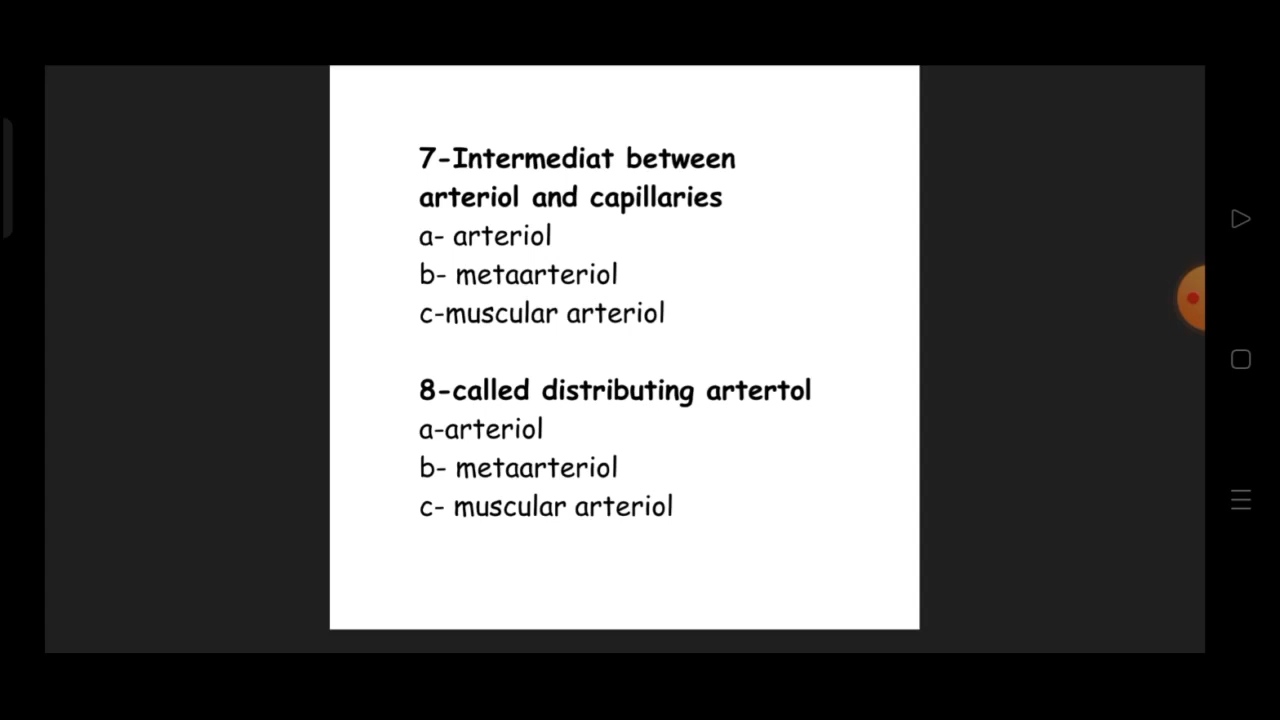 7-Intermediat between
arteriol and capillaries
a- arteriol
b- metaarteriol
c-muscular arteriol
8-called distributing artertol
a-arteriol
b- metaarteriol
c- muscular arteriol